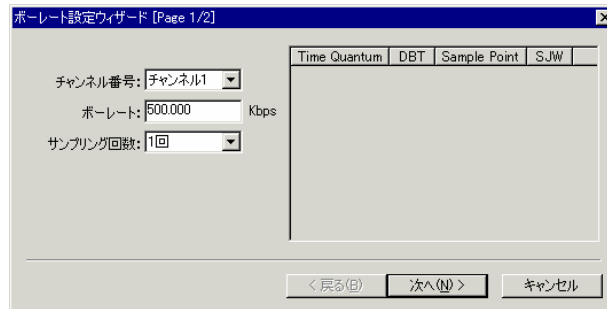 ボーレート設定ウィザード [Page 1/2]
チャンネル番号: チャンネル1
ボーレート: 500.000 Kbps
サンプリング回数: 1回
Time Quantum DBT Sample Point SJW
< 戻る(B) 次へ(N) > キャンセル